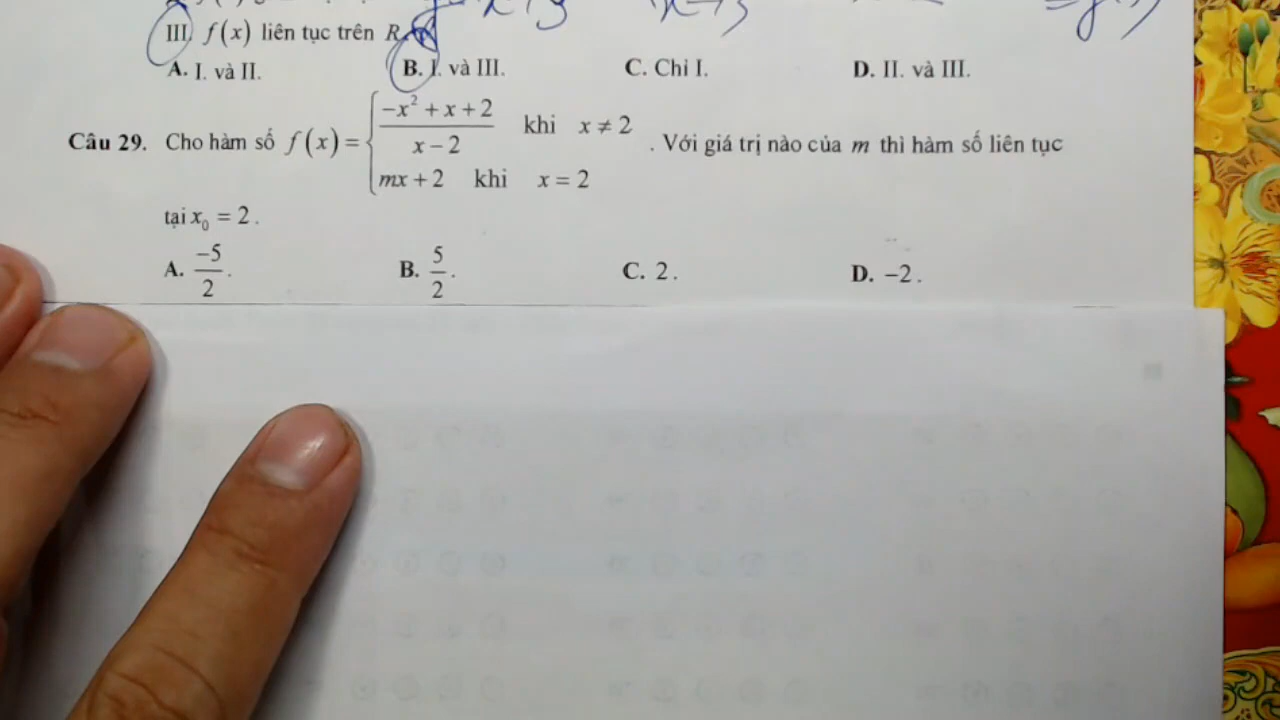 III. f(x) liên tục trên R.
A. I. và II. B. I. và III. C. Chỉ I. D. II. và III.
Câu 29. Cho hàm số f(x) = { (-x² + x + 2)/(x - 2) khi x ≠ 2 ; mx + 2 khi x = 2 . Với giá trị nào của m thì hàm số liên tục
tại x₀ = 2 .
A. -5/2 . B. 5/2 . C. 2 . D. -2 .